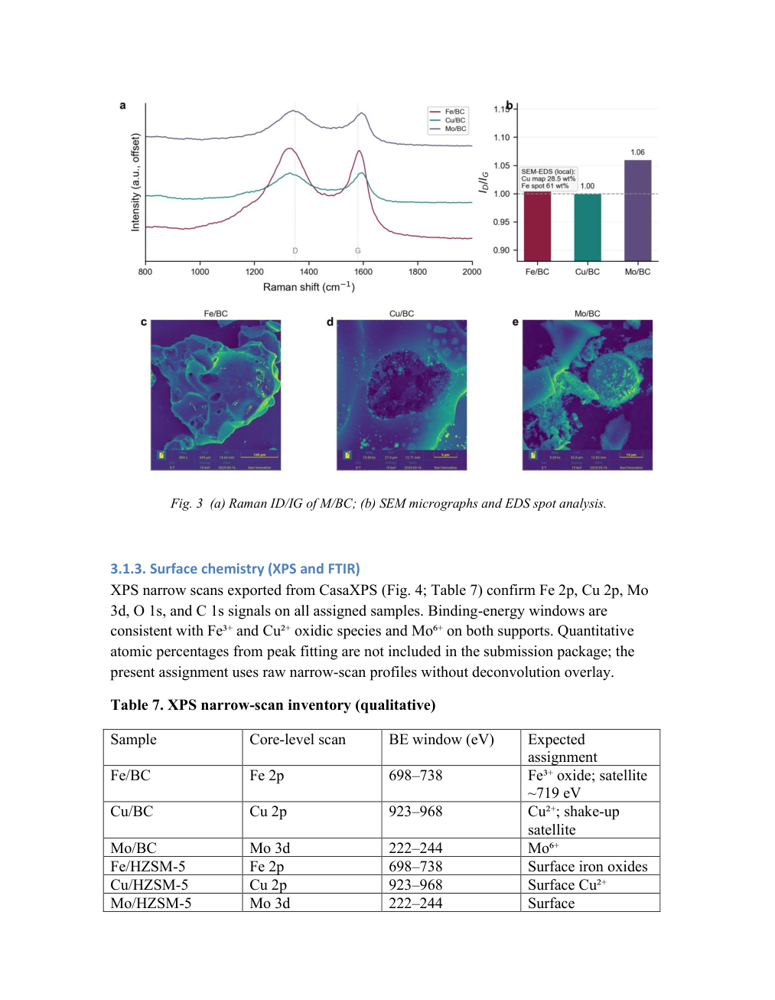 a
Fe/BC
Cu/BC
Mo/BC
Intensity (a.u., offset)
D
G
800 1000 1200 1400 1600 1800 2000
Raman shift (cm⁻¹)
b
1.15
1.10
1.05
1.00
0.95
0.90
I_D/I_G
SEM-EDS (local):
Cu map 28.5 wt%
Fe spot 61 wt%
1.00
1.06
Fe/BC Cu/BC Mo/BC
c
Fe/BC
d
Cu/BC
e
Mo/BC
100 μm
5 μm
10 μm
Fig. 3 (a) Raman ID/IG of M/BC; (b) SEM micrographs and EDS spot analysis.
3.1.3. Surface chemistry (XPS and FTIR)
XPS narrow scans exported from CasaXPS (Fig. 4; Table 7) confirm Fe 2p, Cu 2p, Mo
3d, O 1s, and C 1s signals on all assigned samples. Binding-energy windows are
consistent with Fe³⁺ and Cu²⁺ oxidic species and Mo⁶⁺ on both supports. Quantitative
atomic percentages from peak fitting are not included in the submission package; the
present assignment uses raw narrow-scan profiles without deconvolution overlay.
Table 7. XPS narrow-scan inventory (qualitative)
Sample Core-level scan BE window (eV) Expected
assignment
Fe/BC Fe 2p 698–738 Fe³⁺ oxide; satellite
~719 eV
Cu/BC Cu 2p 923–968 Cu²⁺; shake-up
satellite
Mo/BC Mo 3d 222–244 Mo⁶⁺
Fe/HZSM-5 Fe 2p 698–738 Surface iron oxides
Cu/HZSM-5 Cu 2p 923–968 Surface Cu²⁺
Mo/HZSM-5 Mo 3d 222–244 Surface